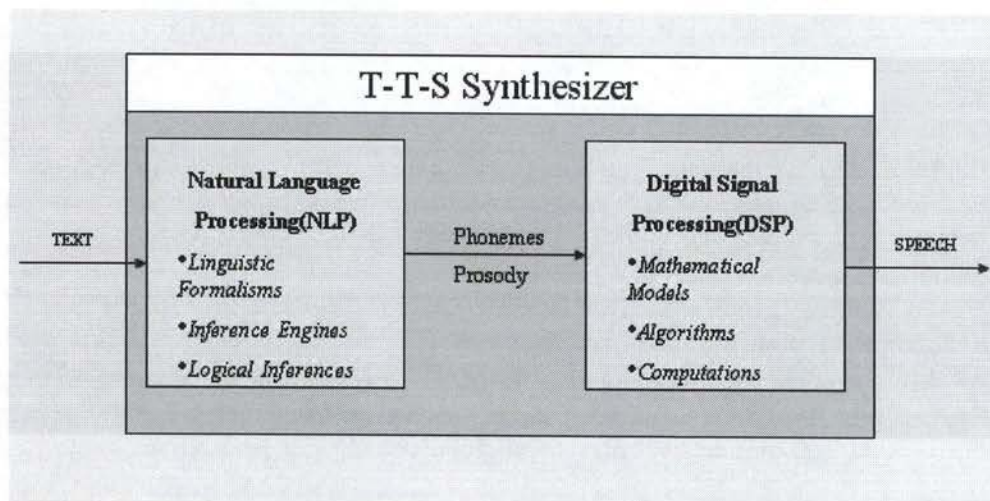 T-T-S Synthesizer
TEXT
Natural Language
Processing(NLP)
•Linguistic
Formalisms
•Inference Engines
•Logical Inferences
Phonemes
Prosody
Digital Signal
Processing(DSP)
•Mathematical
Models
•Algorithms
•Computations
SPEECH